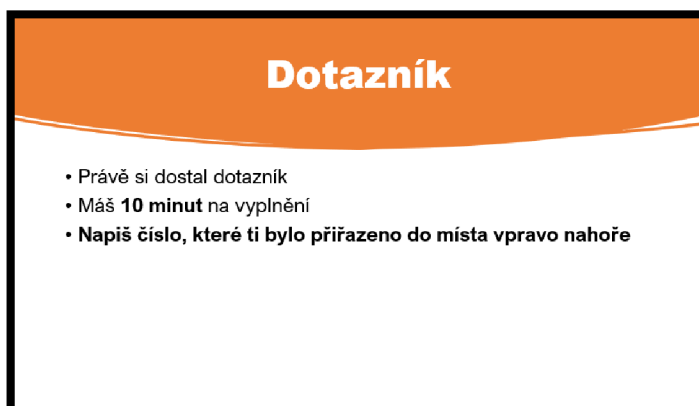 Dotazník
• Právě si dostal dotazník
• Máš 10 minut na vyplnění
• Napiš číslo, které ti bylo přiřazeno do místa vpravo nahoře